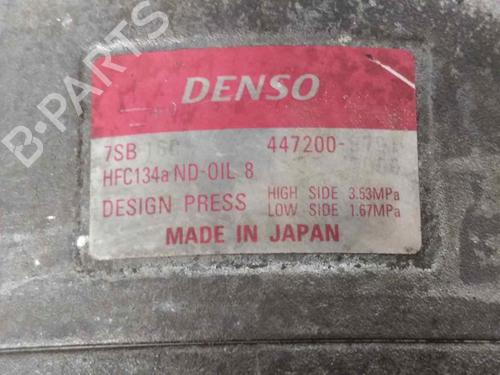 DENSO
7SB
447200-
HFC134a ND-OIL 8
DESIGN PRESS
HIGH SIDE 3.53MPa
LOW SIDE 1.67MPa
MADE IN JAPAN
B-Parts